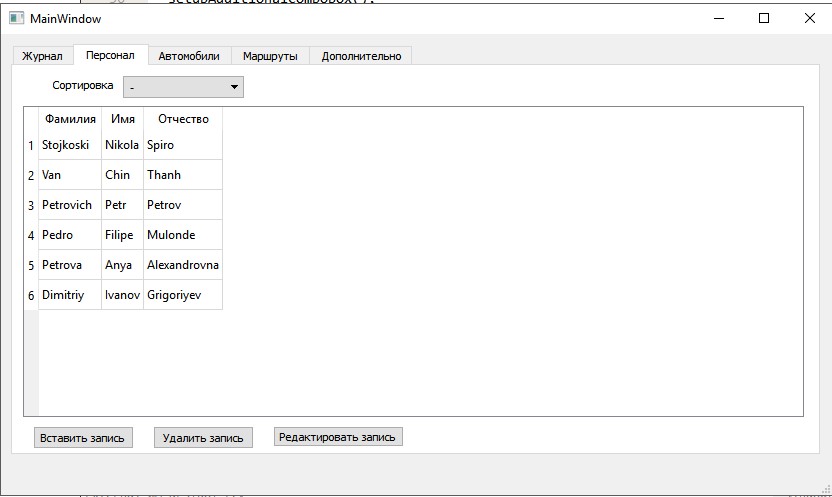 MainWindow
Журнал Персонал Автомобили Маршруты Дополнительно
Сортировка -
Фамилия Имя Отчество
1 Stojkoski Nikola Spiro
2 Van Chin Thanh
3 Petrovich Petr Petrov
4 Pedro Filipe Mulonde
5 Petrova Anya Alexandrovna
6 Dimitriy Ivanov Grigoriyev
Вставить запись Удалить запись Редактировать запись